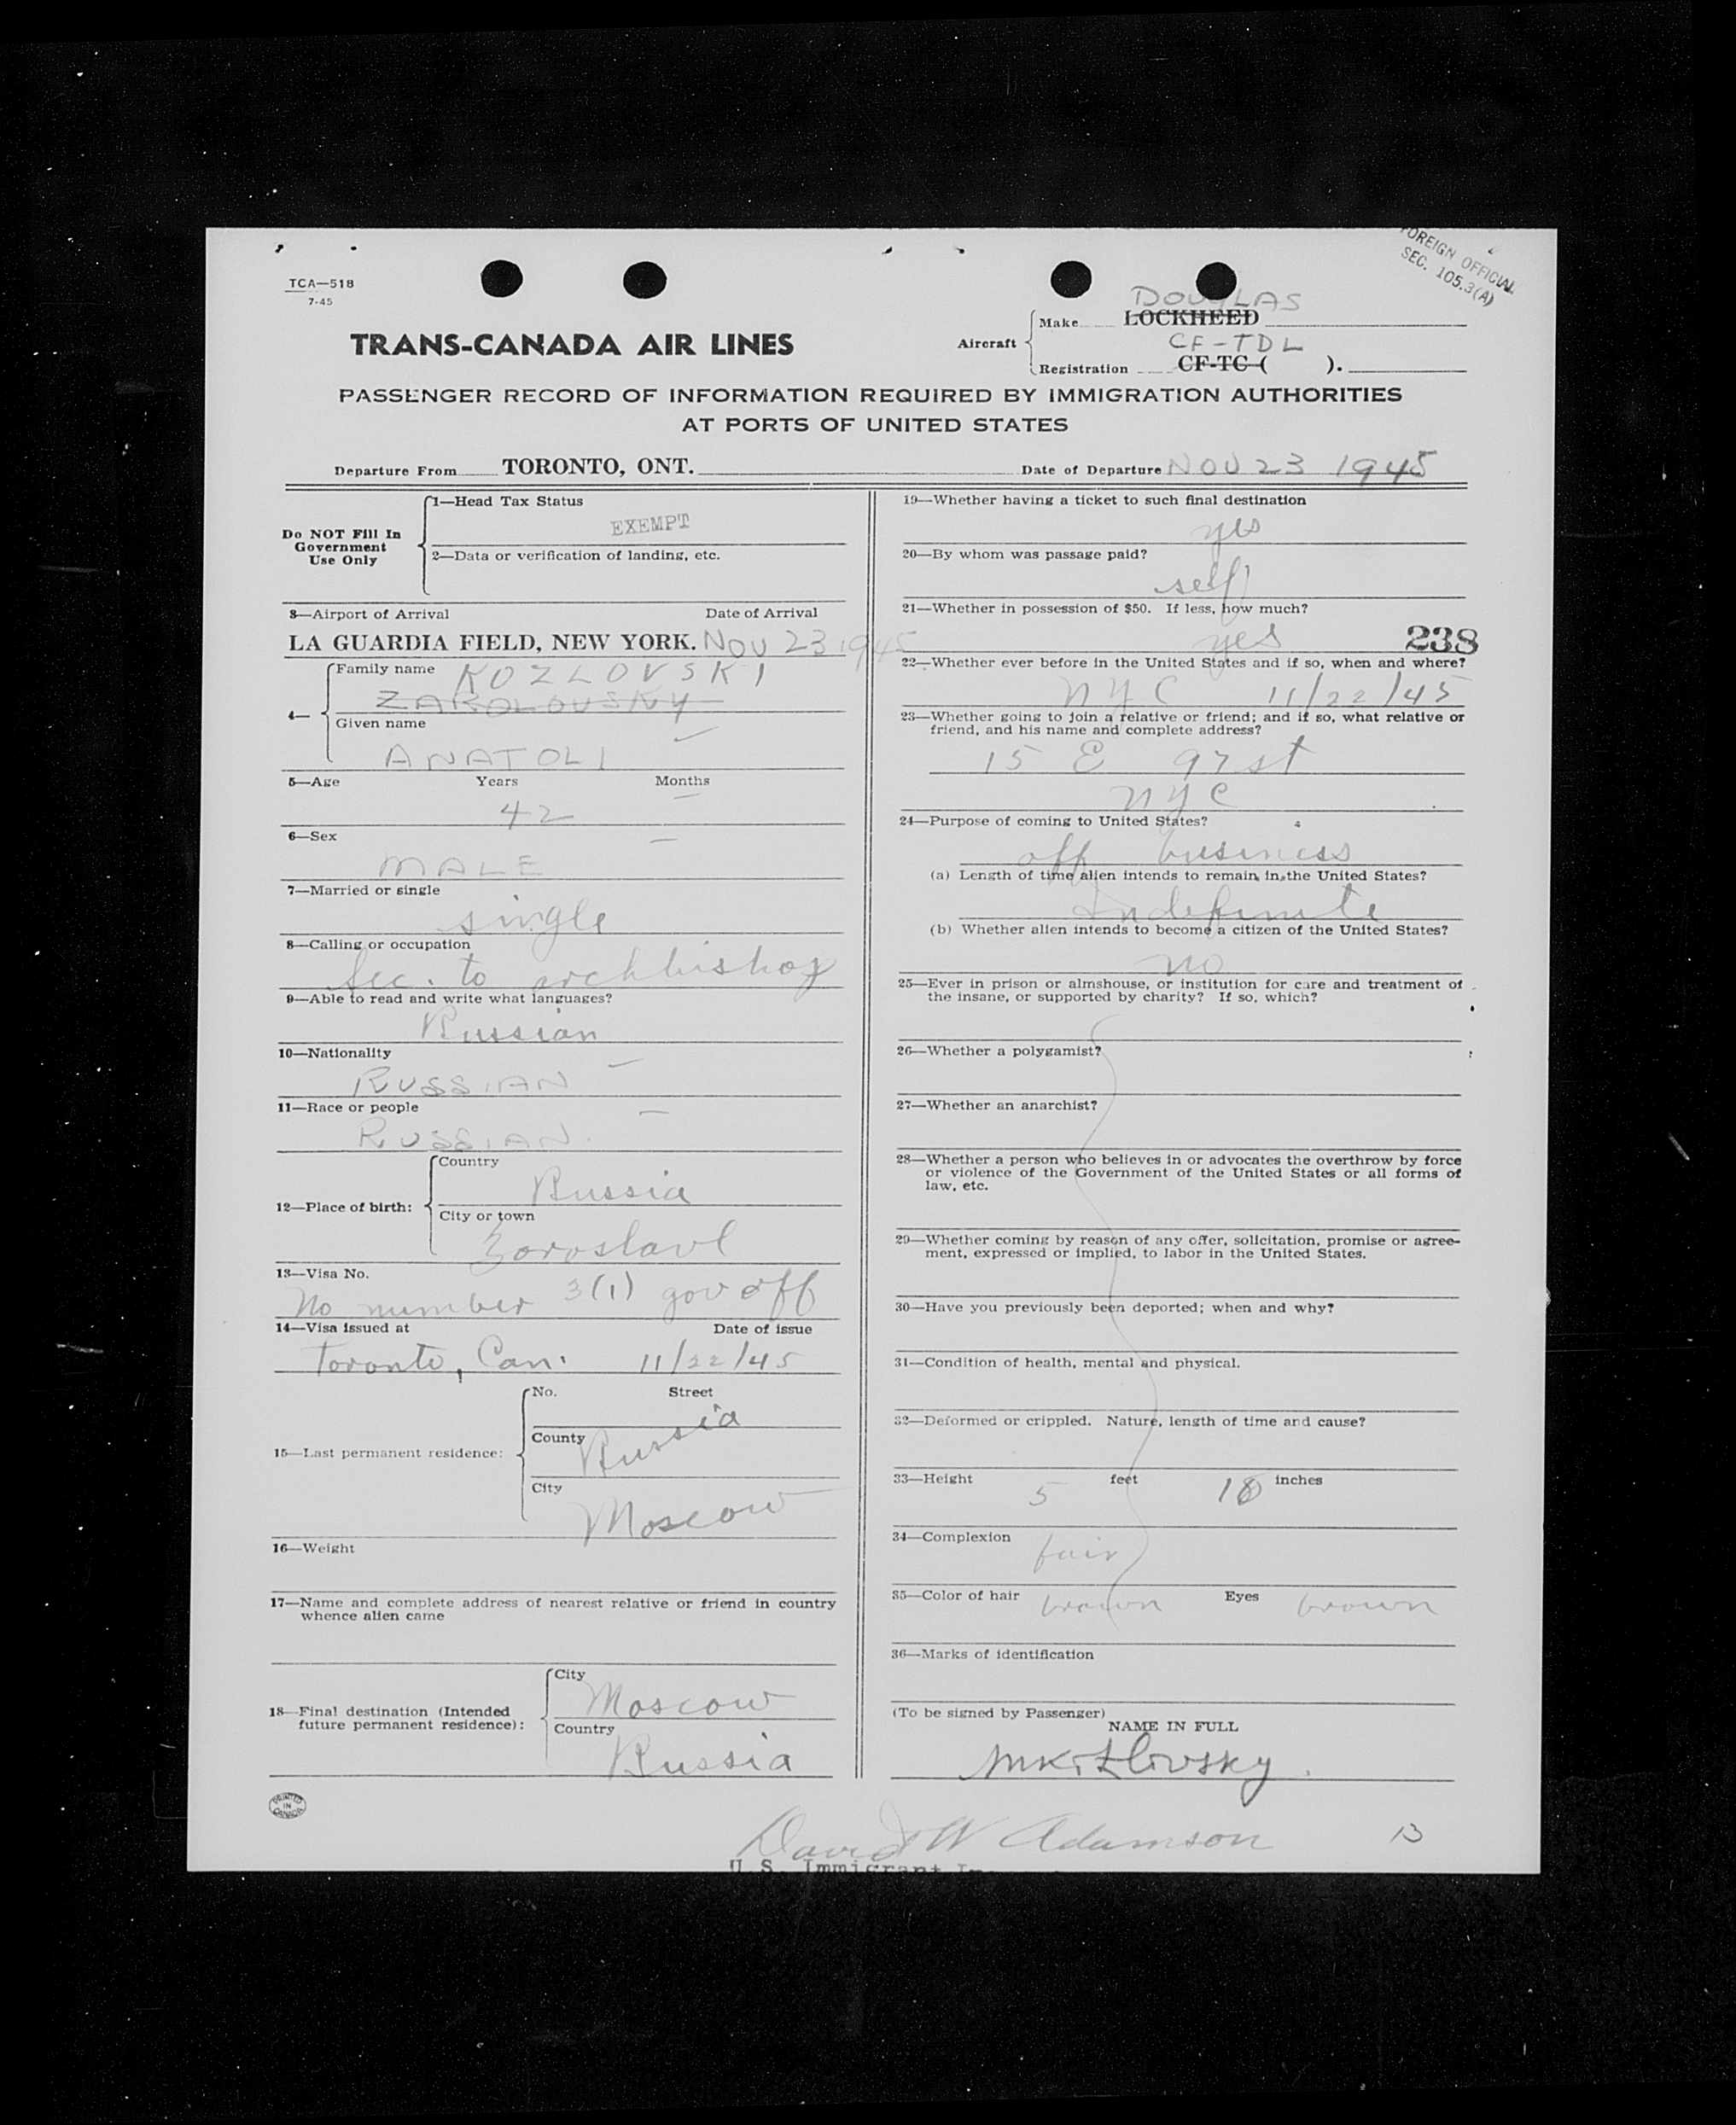 FOREIGN OFFICIAL
SEC. 105.3(A)
TCA—518
7-45
DOUGLAS
Make LOCKHEED
TRANS-CANADA AIR LINES
Aircraft
CF-TDL
Registration CF-TC ( ).
PASSENGER RECORD OF INFORMATION REQUIRED BY IMMIGRATION AUTHORITIES
AT PORTS OF UNITED STATES
Departure From TORONTO, ONT. Date of Departure NOV 23 1945
Do NOT Fill In
Government
Use Only
1—Head Tax Status
EXEMPT
2—Data or verification of landing, etc.
3—Airport of Arrival Date of Arrival
LA GUARDIA FIELD, NEW YORK. NOV 23 1945
4—
Family name KOZLOVSKI
ZAKOLOVSKY
Given name
ANATOLI
5—Age Years Months
42
6—Sex
MALE
7—Married or single
single
8—Calling or occupation
Sec. to archbishop
9—Able to read and write what languages?
Russian
10—Nationality
RUSSIAN
11—Race or people
RUSSIAN
12—Place of birth:
Country
Russia
City or town
Joroslavl
13—Visa No.
No number 3(1) gov off
14—Visa issued at Date of issue
Toronto, Can. 11/22/45
15—Last permanent residence:
No. Street
County Russia
City
Moscow
16—Weight
17—Name and complete address of nearest relative or friend in country
whence alien came
18—Final destination (Intended
future permanent residence):
City
Moscow
Country
Russia
PRINTED
IN
CANADA
19—Whether having a ticket to such final destination
yes
20—By whom was passage paid?
self
21—Whether in possession of $50. If less, how much?
yes 238
22—Whether ever before in the United States and if so, when and where?
NYC 11/22/45
23—Whether going to join a relative or friend; and if so, what relative or
friend, and his name and complete address?
15 E 97 st
NYC
24—Purpose of coming to United States?
off business
(a) Length of time alien intends to remain in the United States?
Indefinite
(b) Whether alien intends to become a citizen of the United States?
no
25—Ever in prison or almshouse, or institution for care and treatment of
the insane, or supported by charity? If so, which?
26—Whether a polygamist?
27—Whether an anarchist?
28—Whether a person who believes in or advocates the overthrow by force
or violence of the Government of the United States or all forms of
law, etc.
29—Whether coming by reason of any offer, solicitation, promise or agree-
ment, expressed or implied, to labor in the United States.
30—Have you previously been deported; when and why?
31—Condition of health, mental and physical.
32—Deformed or crippled. Nature, length of time and cause?
33—Height 5 feet 10 inches
34—Complexion fair
35—Color of hair brown Eyes brown
36—Marks of identification
(To be signed by Passenger)
NAME IN FULL
David W Adamson 13
U.S. Immigrant